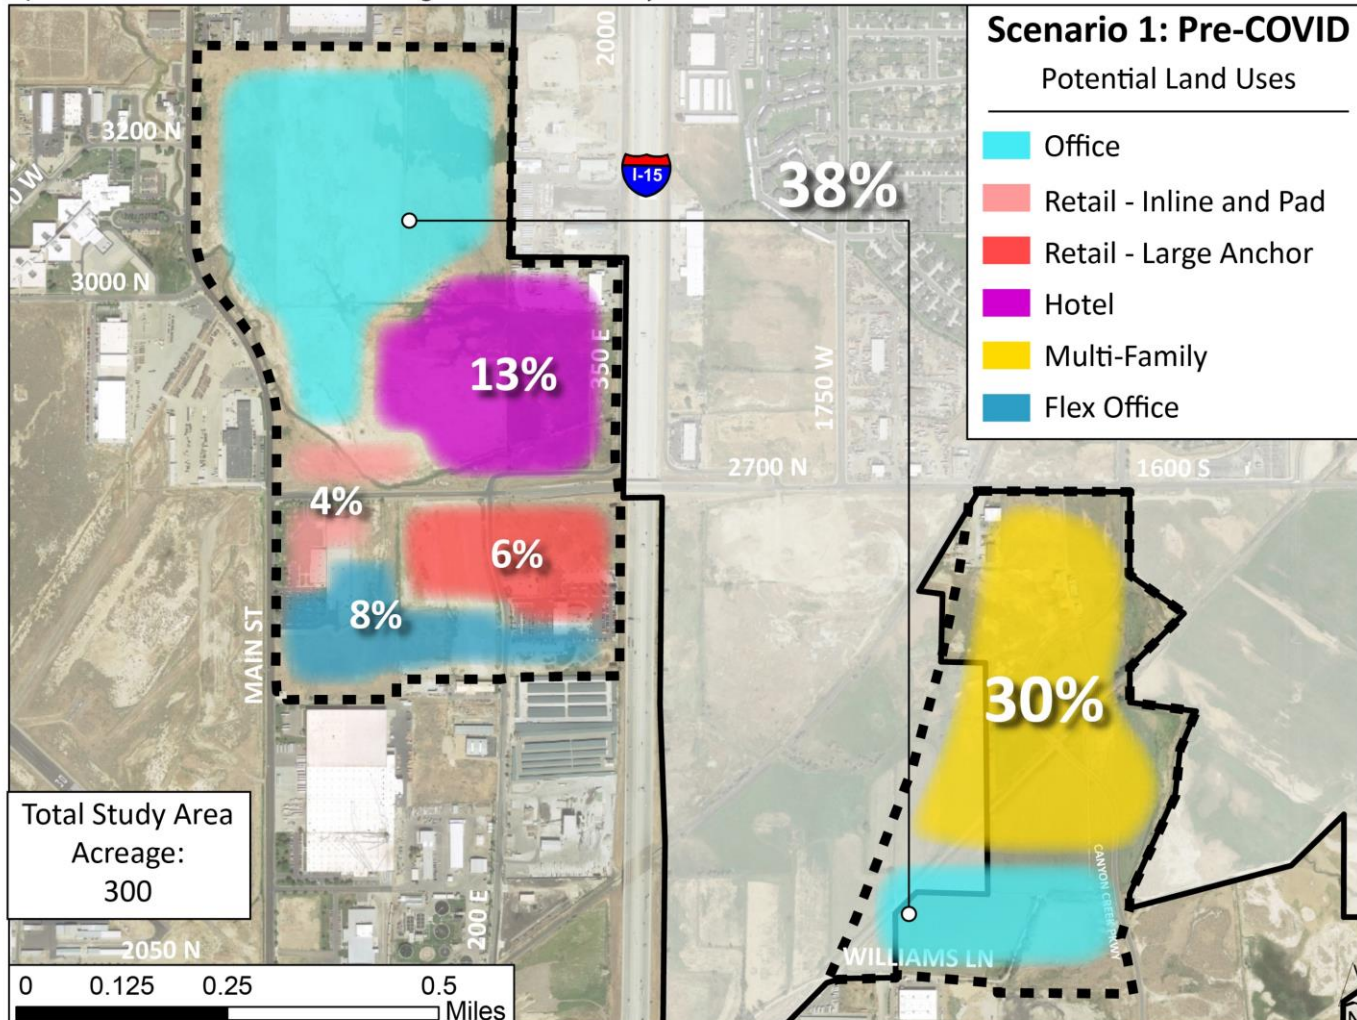 Scenario 1: Pre-COVID
Potential Land Uses
Office
Retail - Inline and Pad
Retail - Large Anchor
Hotel
Multi-Family
Flex Office
2000
3200 N
0 W
I-15
38%
3000 N
13%
350 E
1750 W
2700 N
1600 S
4%
6%
8%
MAIN ST
30%
Total Study Area
Acreage:
300
200 E
2050 N
CANYON CREEK PKWY
WILLIAMS LN
0 0.125 0.25 0.5
Miles
N